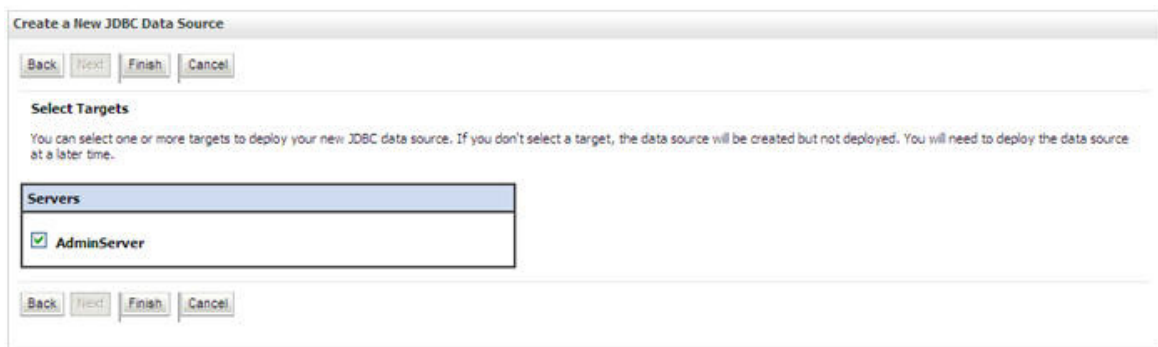 Create a New JDBC Data Source
Back Next Finish Cancel
Select Targets
You can select one or more targets to deploy your new JDBC data source. If you don't select a target, the data source will be created but not deployed. You will need to deploy the data source
at a later time.
Servers
AdminServer
Back Next Finish Cancel